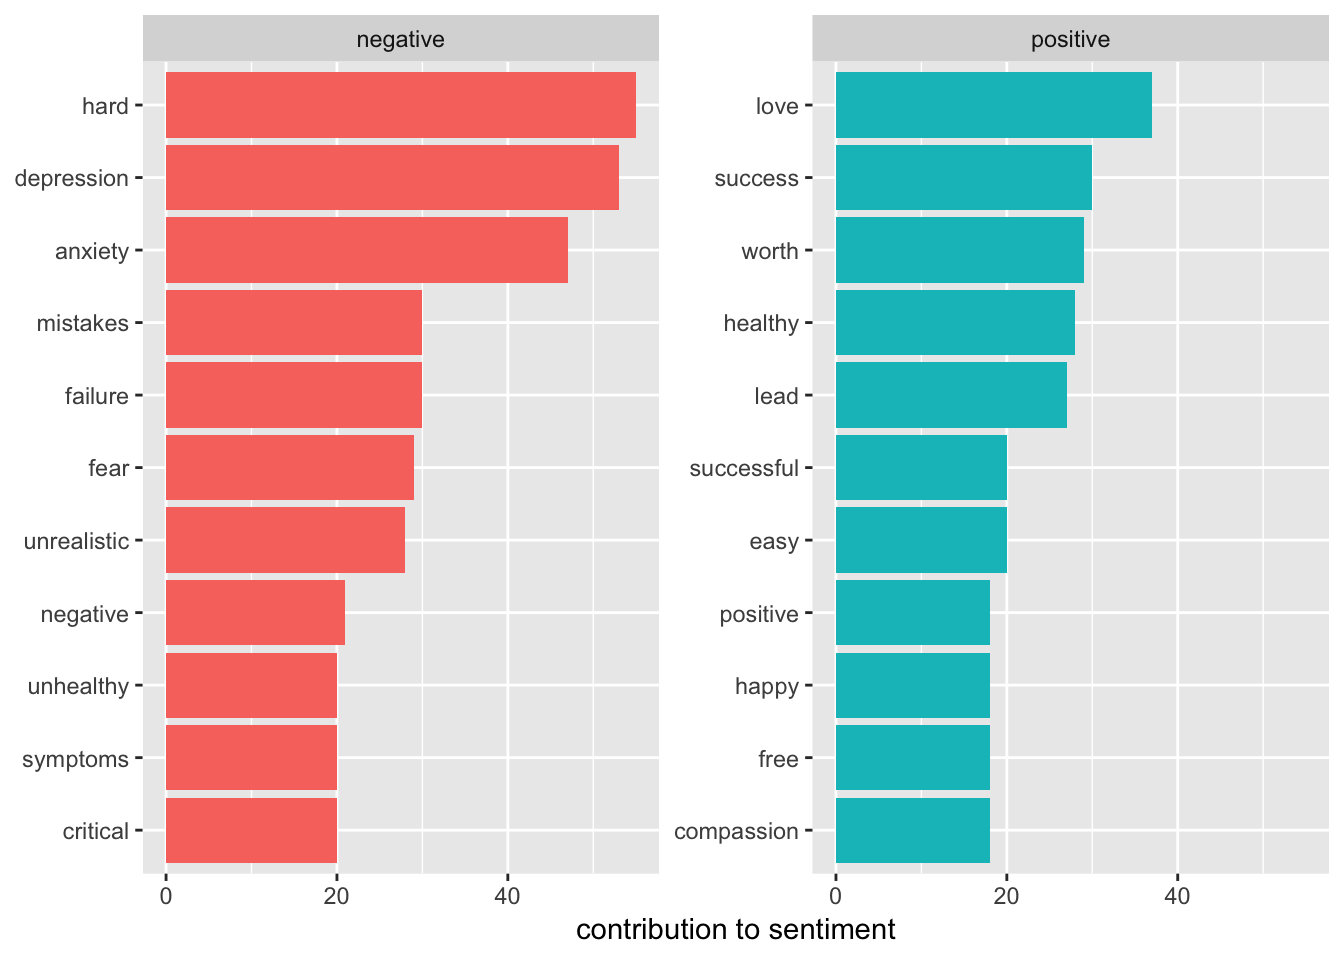 negative
hard
depression
anxiety
mistakes
failure
fear
unrealistic
negative
unhealthy
symptoms
critical
0 20 40
positive
love
success
worth
healthy
lead
successful
easy
positive
happy
free
compassion
0 20 40
contribution to sentiment